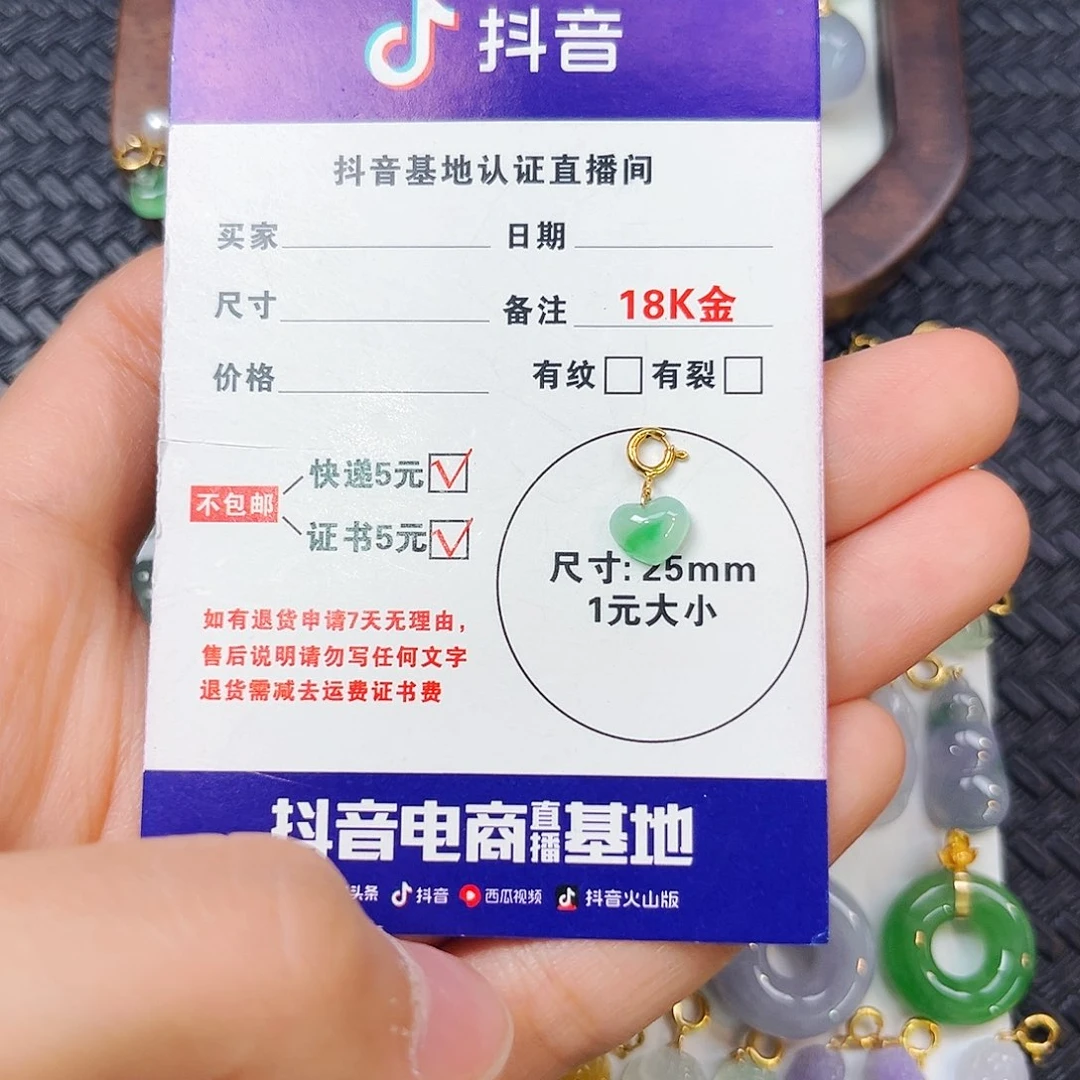 抖音
抖音基地认证直播间
买家 日期
尺寸 备注 18K金
价格 有纹 有裂
不包邮
快递5元
证书5元
尺寸: 25mm
1元大小
如有退货申请7天无理由，
售后说明请勿写任何文字
退货需减去运费证书费
抖音电商直播基地
头条 抖音 西瓜视频 抖音火山版